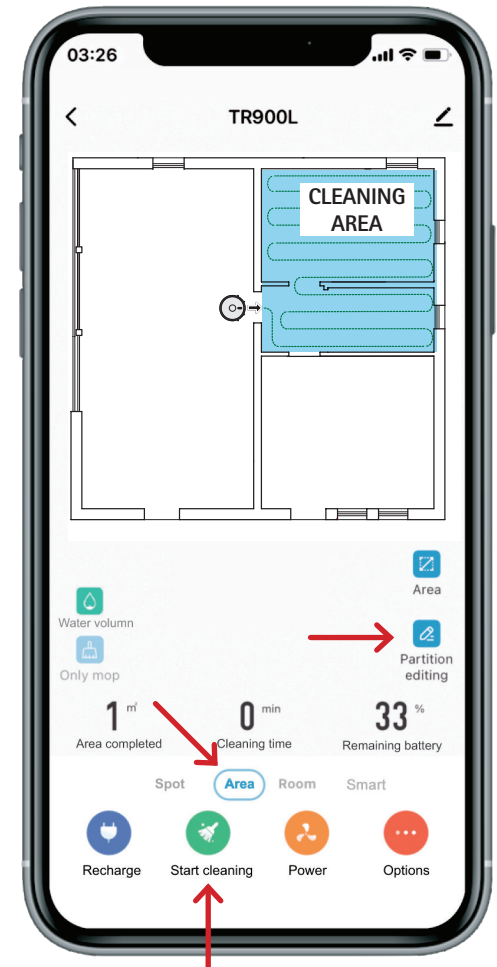 03:26
TR900L
CLEANING
AREA
Area
Water volumn
Partition
editing
Only mop
1 ㎡
0 min
33 %
Area completed
Cleaning time
Remaining battery
Spot
Area
Room
Smart
Recharge
Start cleaning
Power
Options